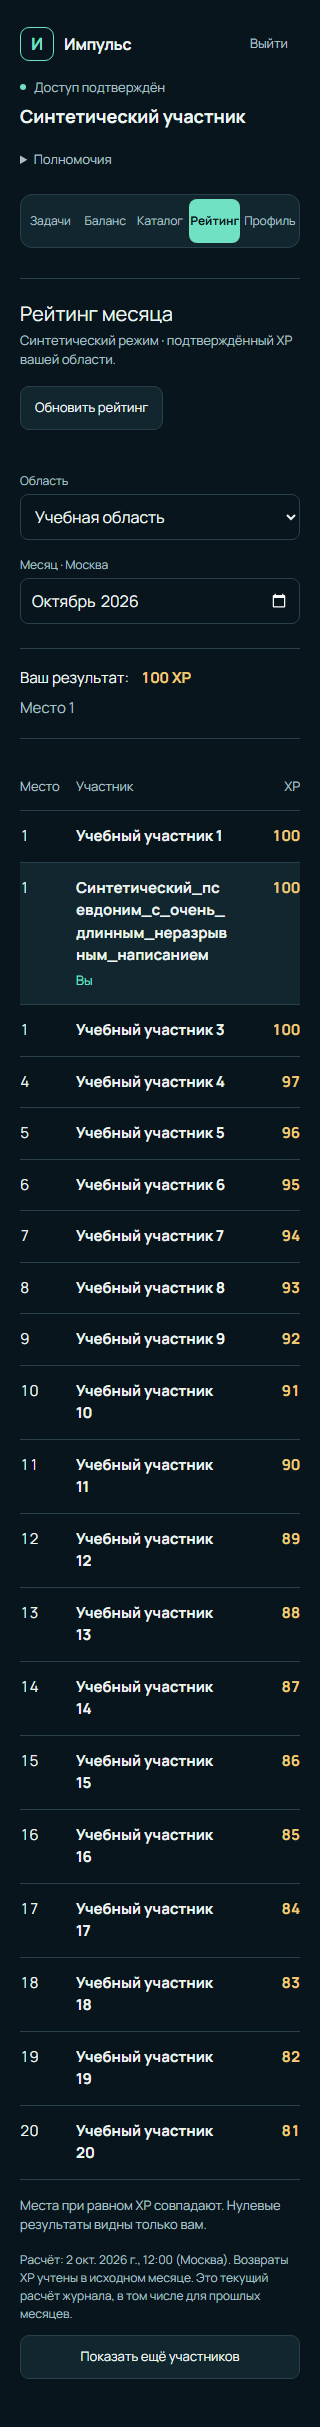 И Импульс Выйти
Доступ подтверждён
Синтетический участник
Полномочия
Задачи Баланс Каталог Рейтинг Профиль
Рейтинг месяца
Синтетический режим · подтверждённый XP
вашей области.
Обновить рейтинг
Область
Учебная область
Месяц · Москва
Октябрь 2026
Ваш результат: 100 XP
Место 1
Место Участник XP
1 Учебный участник 1 100
1 Синтетический_пс 100
евдоним_с_очень_
длинным_неразрыв
ным_написанием
Вы
1 Учебный участник 3 100
4 Учебный участник 4 97
5 Учебный участник 5 96
6 Учебный участник 6 95
7 Учебный участник 7 94
8 Учебный участник 8 93
9 Учебный участник 9 92
10 Учебный участник 91
10
11 Учебный участник 90
11
12 Учебный участник 89
12
13 Учебный участник 88
13
14 Учебный участник 87
14
15 Учебный участник 86
15
16 Учебный участник 85
16
17 Учебный участник 84
17
18 Учебный участник 83
18
19 Учебный участник 82
19
20 Учебный участник 81
20
Места при равном XP совпадают. Нулевые
результаты видны только вам.
Расчёт: 2 окт. 2026 г., 12:00 (Москва). Возвраты
XP учтены в исходном месяце. Это текущий
расчёт журнала, в том числе для прошлых
месяцев.
Показать ещё участников